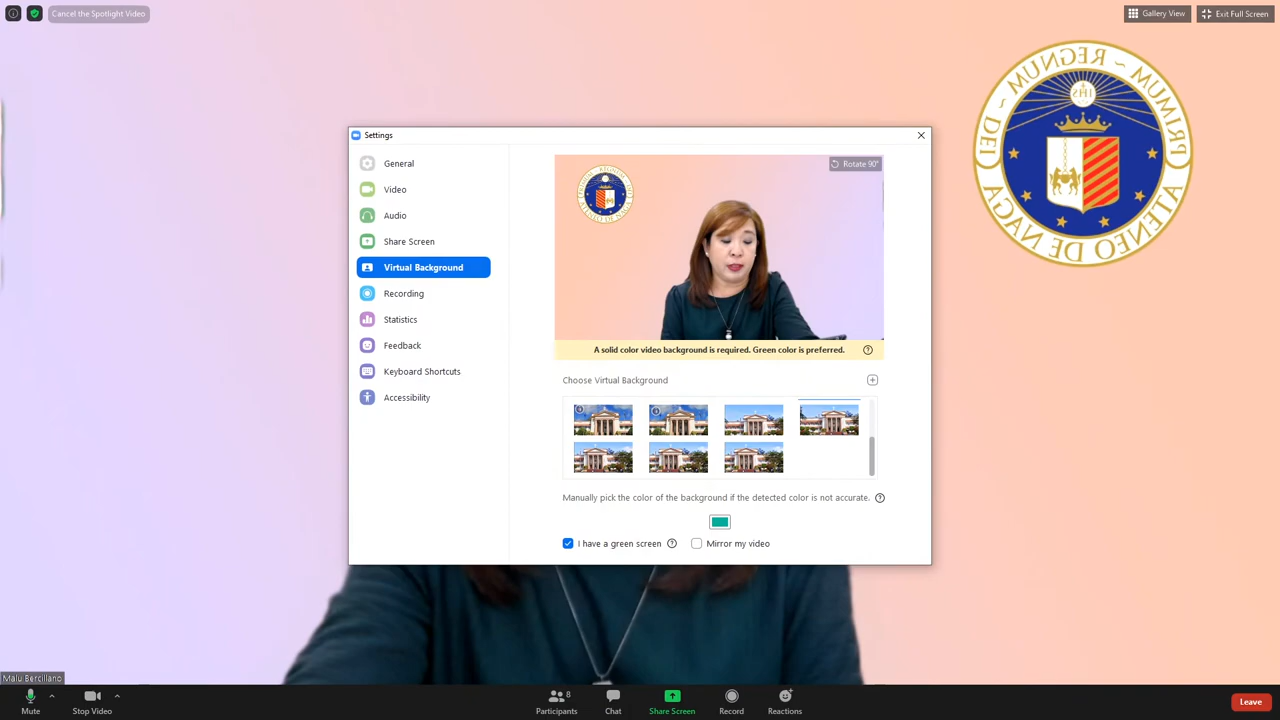 Cancel the Spotlight Video
Gallery View
Exit Full Screen
PRIMUM REGNUM DEI
ATENEO DE NAGA
IHS
Settings
General
Video
Audio
Share Screen
Virtual Background
Recording
Statistics
Feedback
Keyboard Shortcuts
Accessibility
Rotate 90°
A solid color video background is required. Green color is preferred.
Choose Virtual Background
Manually pick the color of the background if the detected color is not accurate.
I have a green screen
Mirror my video
Malu Bercillano
Mute
Stop Video
Participants
8
Chat
Share Screen
Record
Reactions
Leave